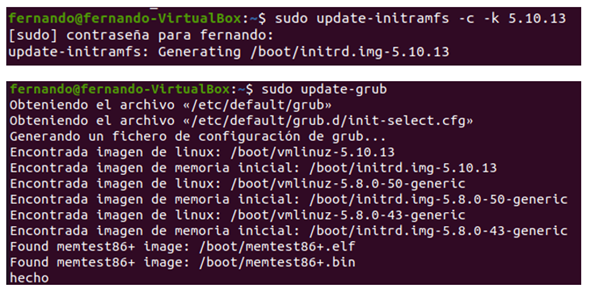 fernando@fernando-VirtualBox:~$ sudo update-initramfs -c -k 5.10.13
[sudo] contraseña para fernando:
update-initramfs: Generating /boot/initrd.img-5.10.13
fernando@fernando-VirtualBox:~$ sudo update-grub
Obteniendo el archivo «/etc/default/grub»
Obteniendo el archivo «/etc/default/grub.d/init-select.cfg»
Generando un fichero de configuración de grub...
Encontrada imagen de linux: /boot/vmlinuz-5.10.13
Encontrada imagen de memoria inicial: /boot/initrd.img-5.10.13
Encontrada imagen de linux: /boot/vmlinuz-5.8.0-50-generic
Encontrada imagen de memoria inicial: /boot/initrd.img-5.8.0-50-generic
Encontrada imagen de linux: /boot/vmlinuz-5.8.0-43-generic
Encontrada imagen de memoria inicial: /boot/initrd.img-5.8.0-43-generic
Found memtest86+ image: /boot/memtest86+.elf
Found memtest86+ image: /boot/memtest86+.bin
hecho